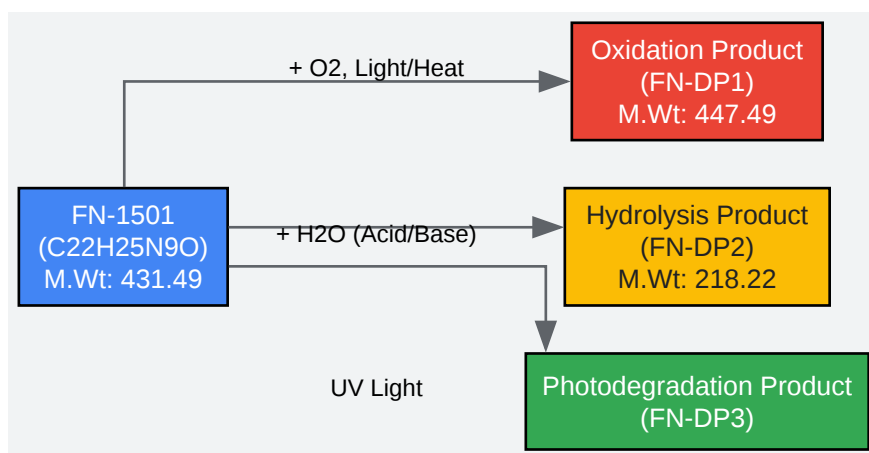 + O2, Light/Heat
Oxidation Product
(FN-DP1)
M.Wt: 447.49
FN-1501
(C22H25N9O)
M.Wt: 431.49
+ H2O (Acid/Base)
Hydrolysis Product
(FN-DP2)
M.Wt: 218.22
UV Light
Photodegradation Product
(FN-DP3)